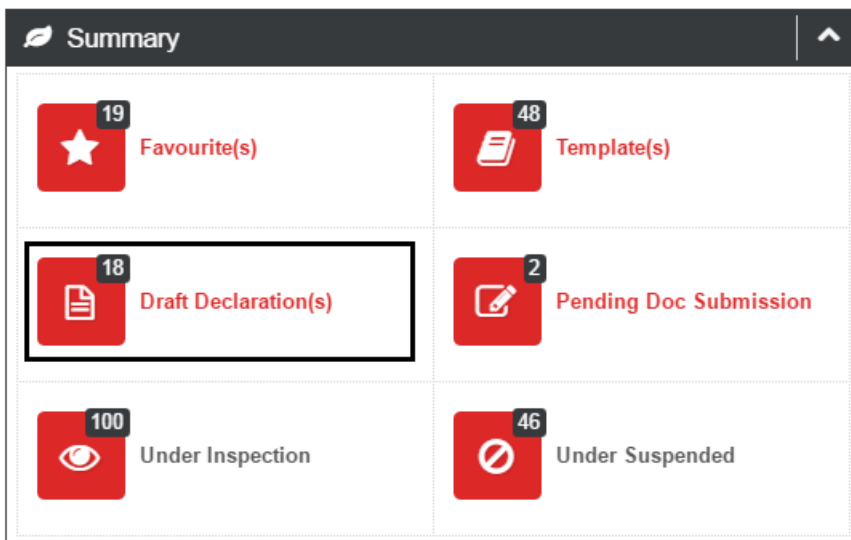 Summary
19
Favourite(s)
48
Template(s)
18
Draft Declaration(s)
2
Pending Doc Submission
100
Under Inspection
46
Under Suspended